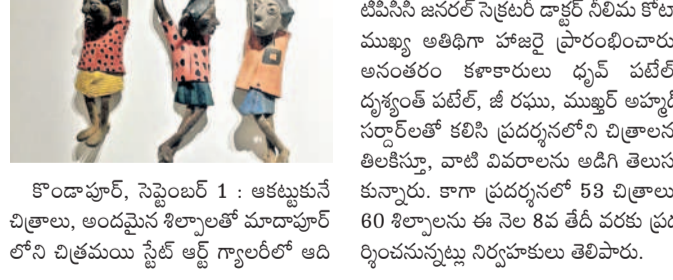 కొండాపూర్, సెప్టెంబర్ 1 : ఆకట్టుకునే
చిత్రాలు, అందమైన శిల్పాలతో మాదాపూర్
లోని చిత్రమయి స్టేట్ ఆర్ట్ గ్యాలరీలో ఆది
టిపిసిసి జనరల్ సెక్రటరీ డాక్టర్ నీలిమ కోటా
ముఖ్య అతిథిగా హాజరై ప్రారంభించారు
అనంతరం కళాకారులు ధృవ్ పటేల్
దృశ్యంత్ పటేల్, జీ రఘు, ముఖ్తర్ అహ్మద్
సర్దార్‌లతో కలిసి ప్రదర్శనలోని చిత్రాలన
తిలకిస్తూ, వాటి వివరాలను అడిగి తెలుస
కున్నారు. కాగా ప్రదర్శనలో 53 చిత్రాలు
60 శిల్పాలను ఈ నెల 8వ తేదీ వరకు ప్రద
ర్శించనున్నట్లు నిర్వహకులు తెలిపారు.